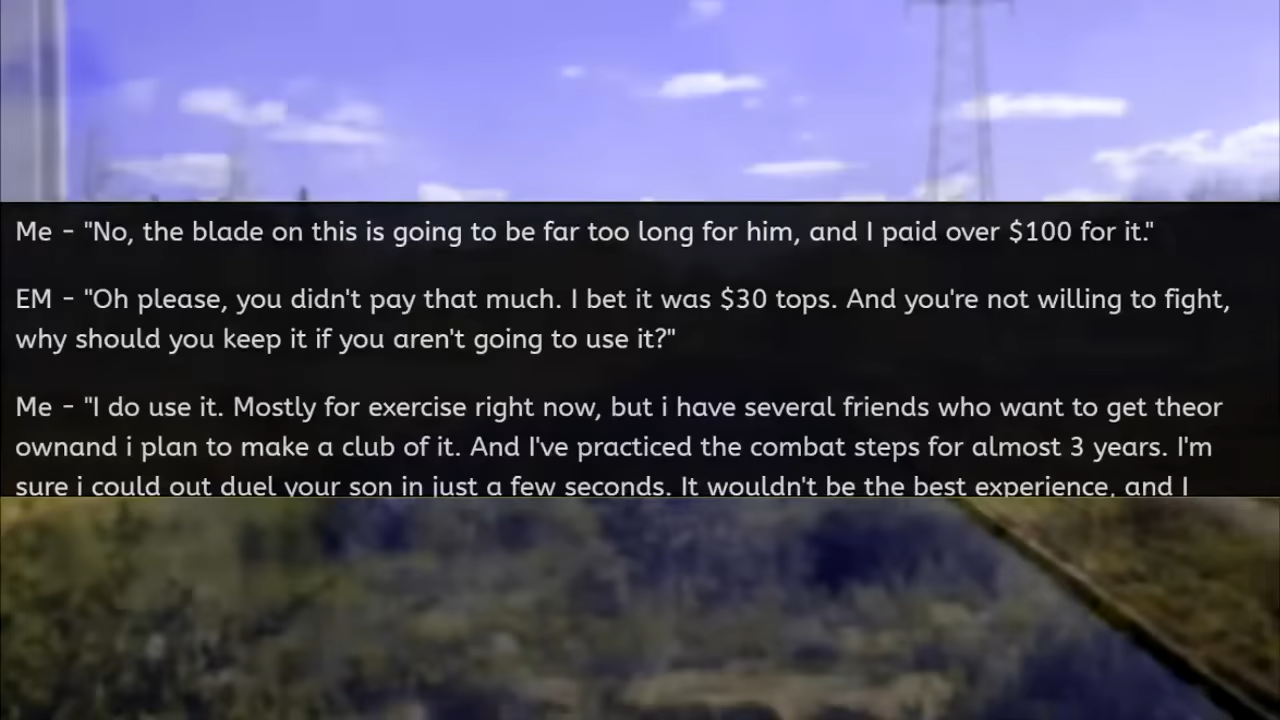 Me - "No, the blade on this is going to be far too long for him, and I paid over $100 for it."
EM - "Oh please, you didn't pay that much. I bet it was $30 tops. And you're not willing to fight,
why should you keep it if you aren't going to use it?"
Me - "I do use it. Mostly for exercise right now, but i have several friends who want to get theor
ownand i plan to make a club of it. And I've practiced the combat steps for almost 3 years. I'm
sure i could out duel your son in just a few seconds. It wouldn't be the best experience, and I